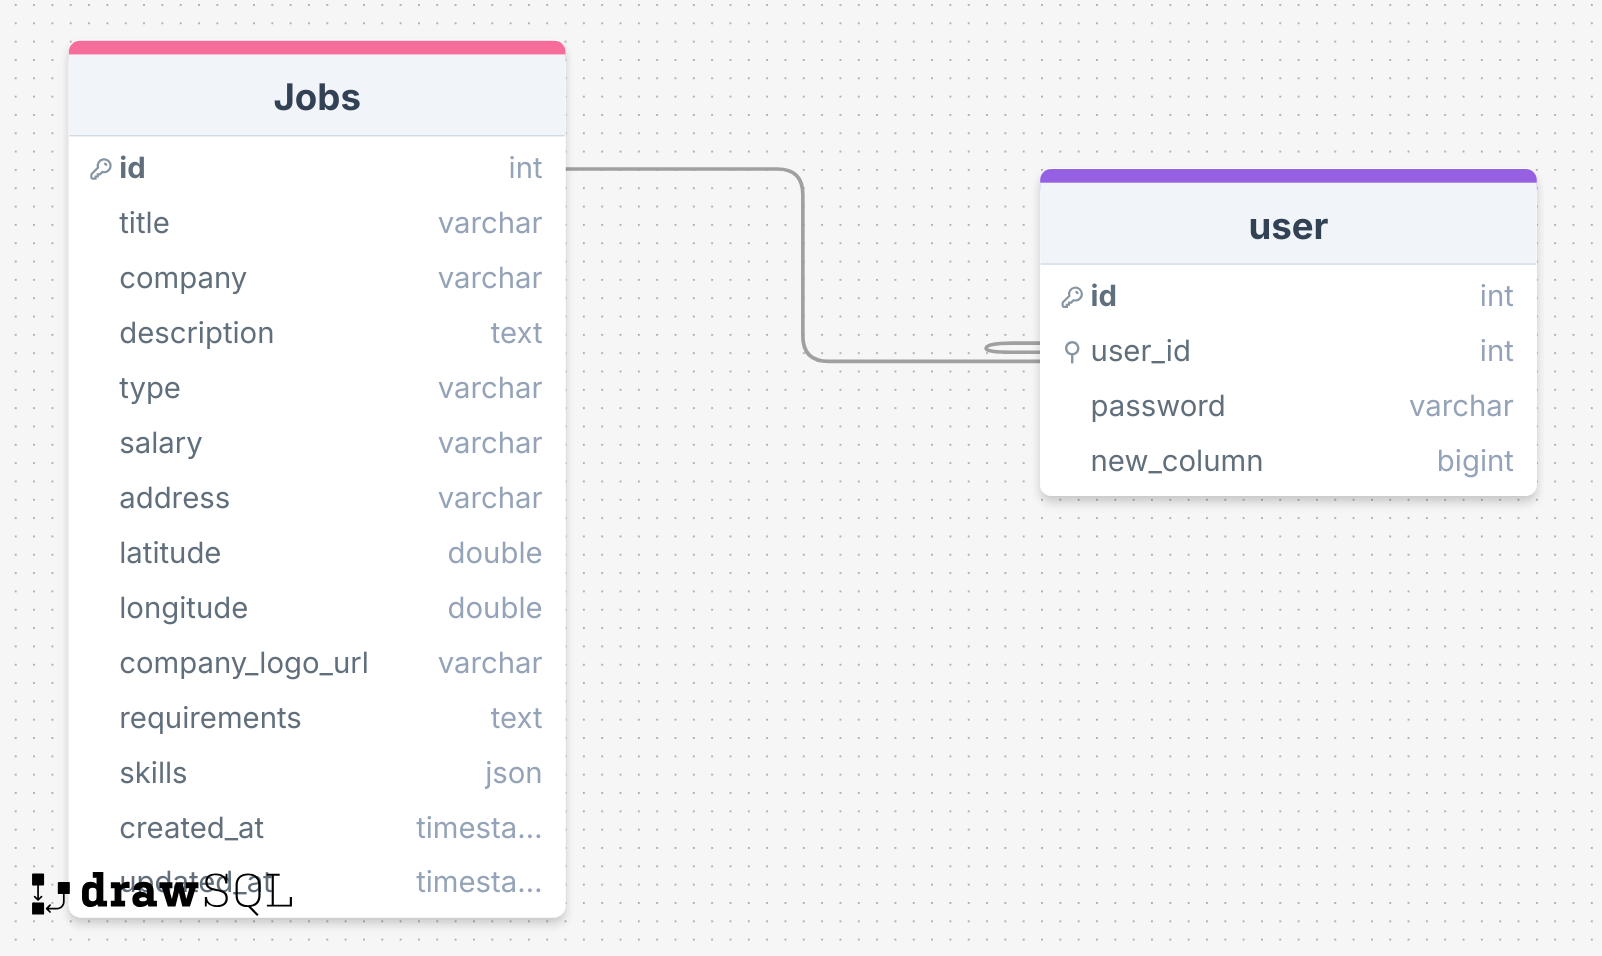 Jobs
id int
title varchar
company varchar
description text
type varchar
salary varchar
address varchar
latitude double
longitude double
company_logo_url varchar
requirements text
skills json
created_at timesta...
updated_at timesta...
drawSQL
user
id int
user_id int
password varchar
new_column bigint